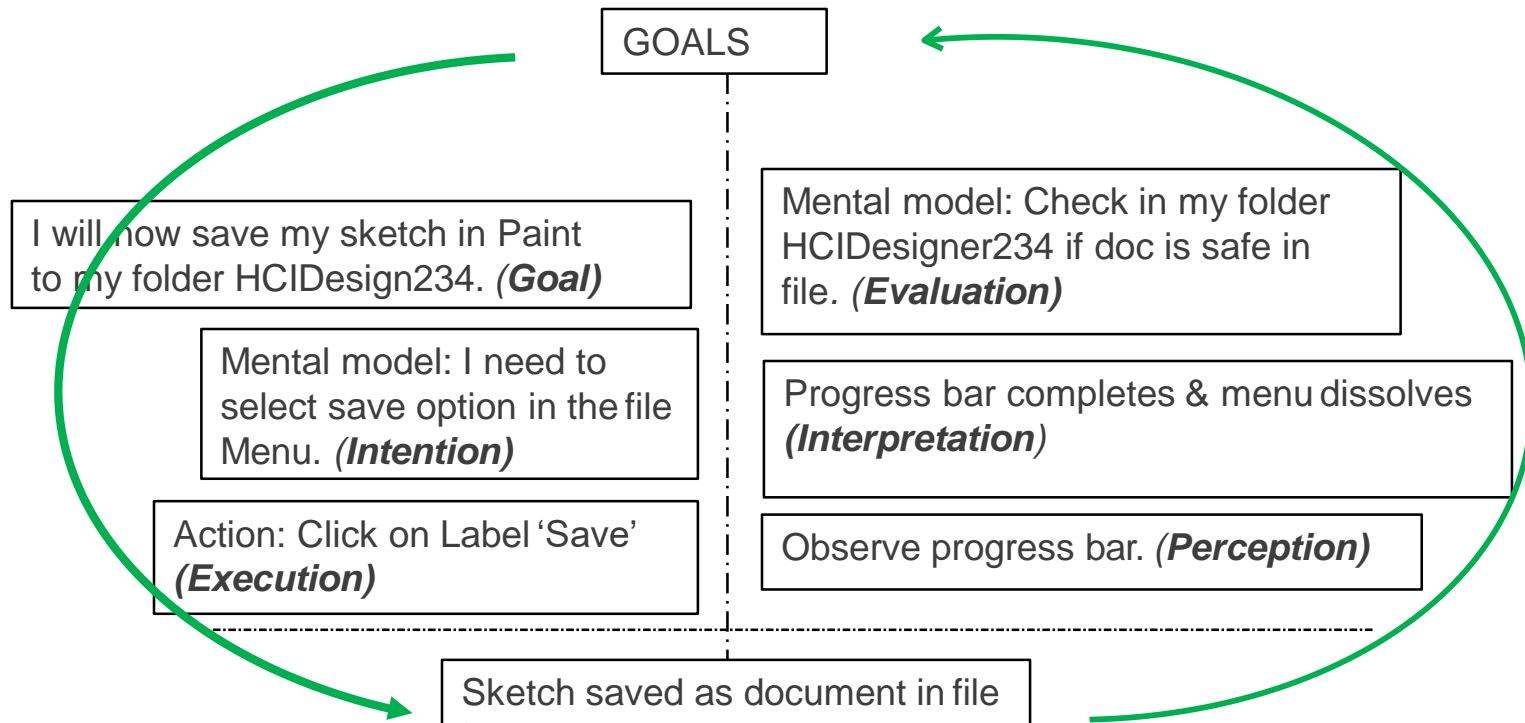 GOALS
I will now save my sketch in Paint
to my folder HCIDesign234. (Goal)
Mental model: I need to
select save option in the file
Menu. (Intention)
Action: Click on Label ‘Save’
(Execution)
Mental model: Check in my folder
HCIDesigner234 if doc is safe in
file. (Evaluation)
Progress bar completes & menu dissolves
(Interpretation)
Observe progress bar. (Perception)
Sketch saved as document in file